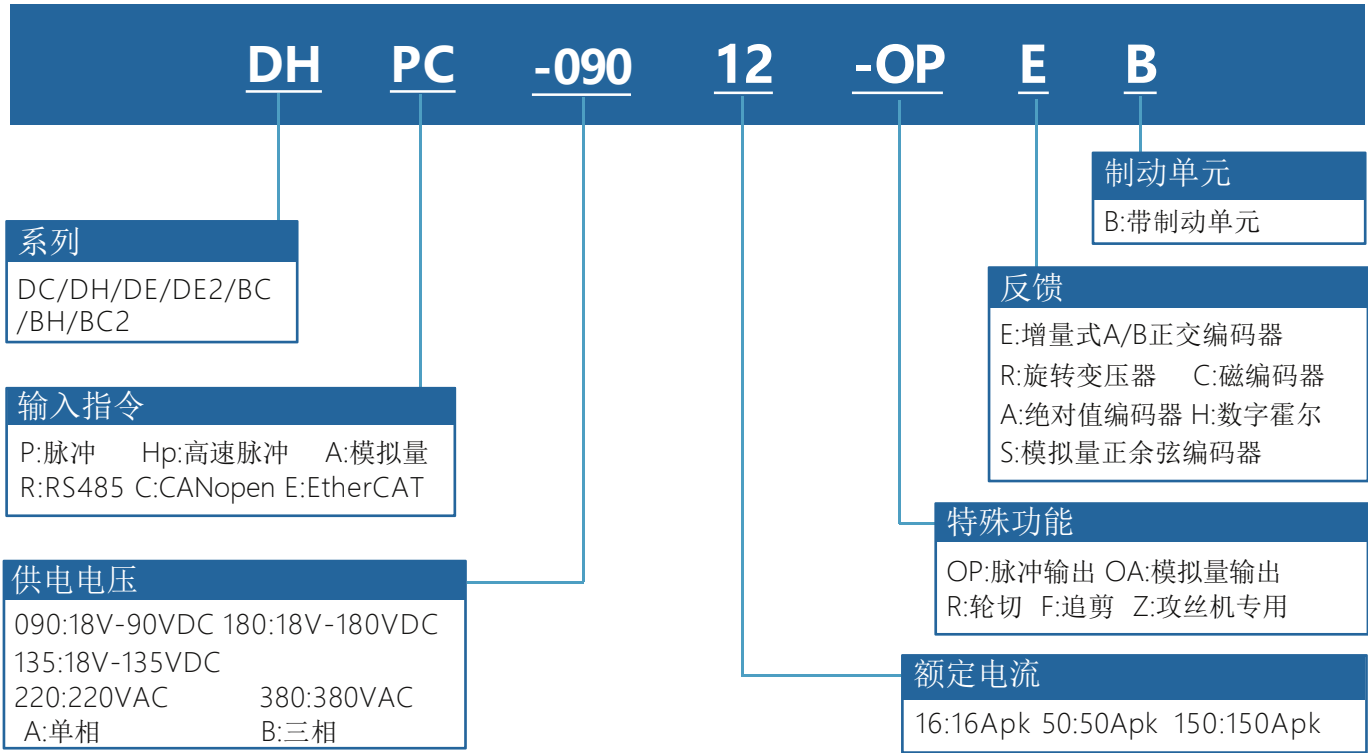 DH PC -090 12 -OP E B
制动单元
B:带制动单元
系列
DC/DH/DE/DE2/BC
/BH/BC2
反馈
E:增量式A/B正交编码器
R:旋转变压器 C:磁编码器
A:绝对值编码器 H:数字霍尔
S:模拟量正余弦编码器
输入指令
P:脉冲 Hp:高速脉冲 A:模拟量
R:RS485 C:CANopen E:EtherCAT
特殊功能
OP:脉冲输出 OA:模拟量输出
R:轮切 F:追剪 Z:攻丝机专用
供电电压
090:18V-90VDC 180:18V-180VDC
135:18V-135VDC
220:220VAC 380:380VAC
A:单相 B:三相
额定电流
16:16Apk 50:50Apk 150:150Apk